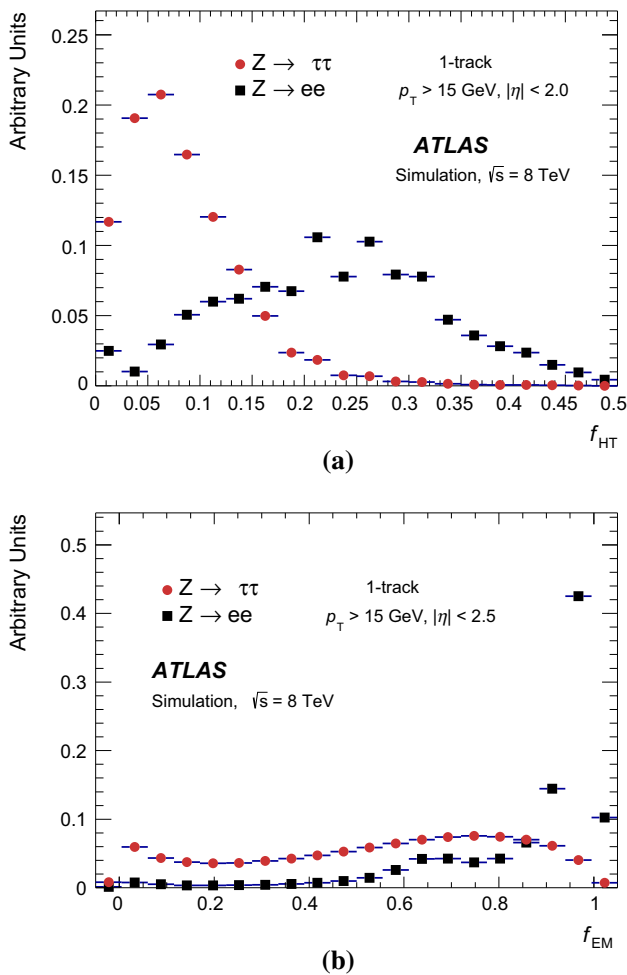 Arbitrary Units
0.25
0.2
0.15
0.1
0.05
0
Z → ττ
Z → ee
1-track
p_T > 15 GeV, |η| < 2.0
ATLAS
Simulation, √s = 8 TeV
0 0.05 0.1 0.15 0.2 0.25 0.3 0.35 0.4 0.45 0.5
f_HT
(a)
Arbitrary Units
0.5
0.4
0.3
0.2
0.1
0
Z → ττ
Z → ee
1-track
p_T > 15 GeV, |η| < 2.5
ATLAS
Simulation, √s = 8 TeV
0 0.2 0.4 0.6 0.8 1
f_EM
(b)